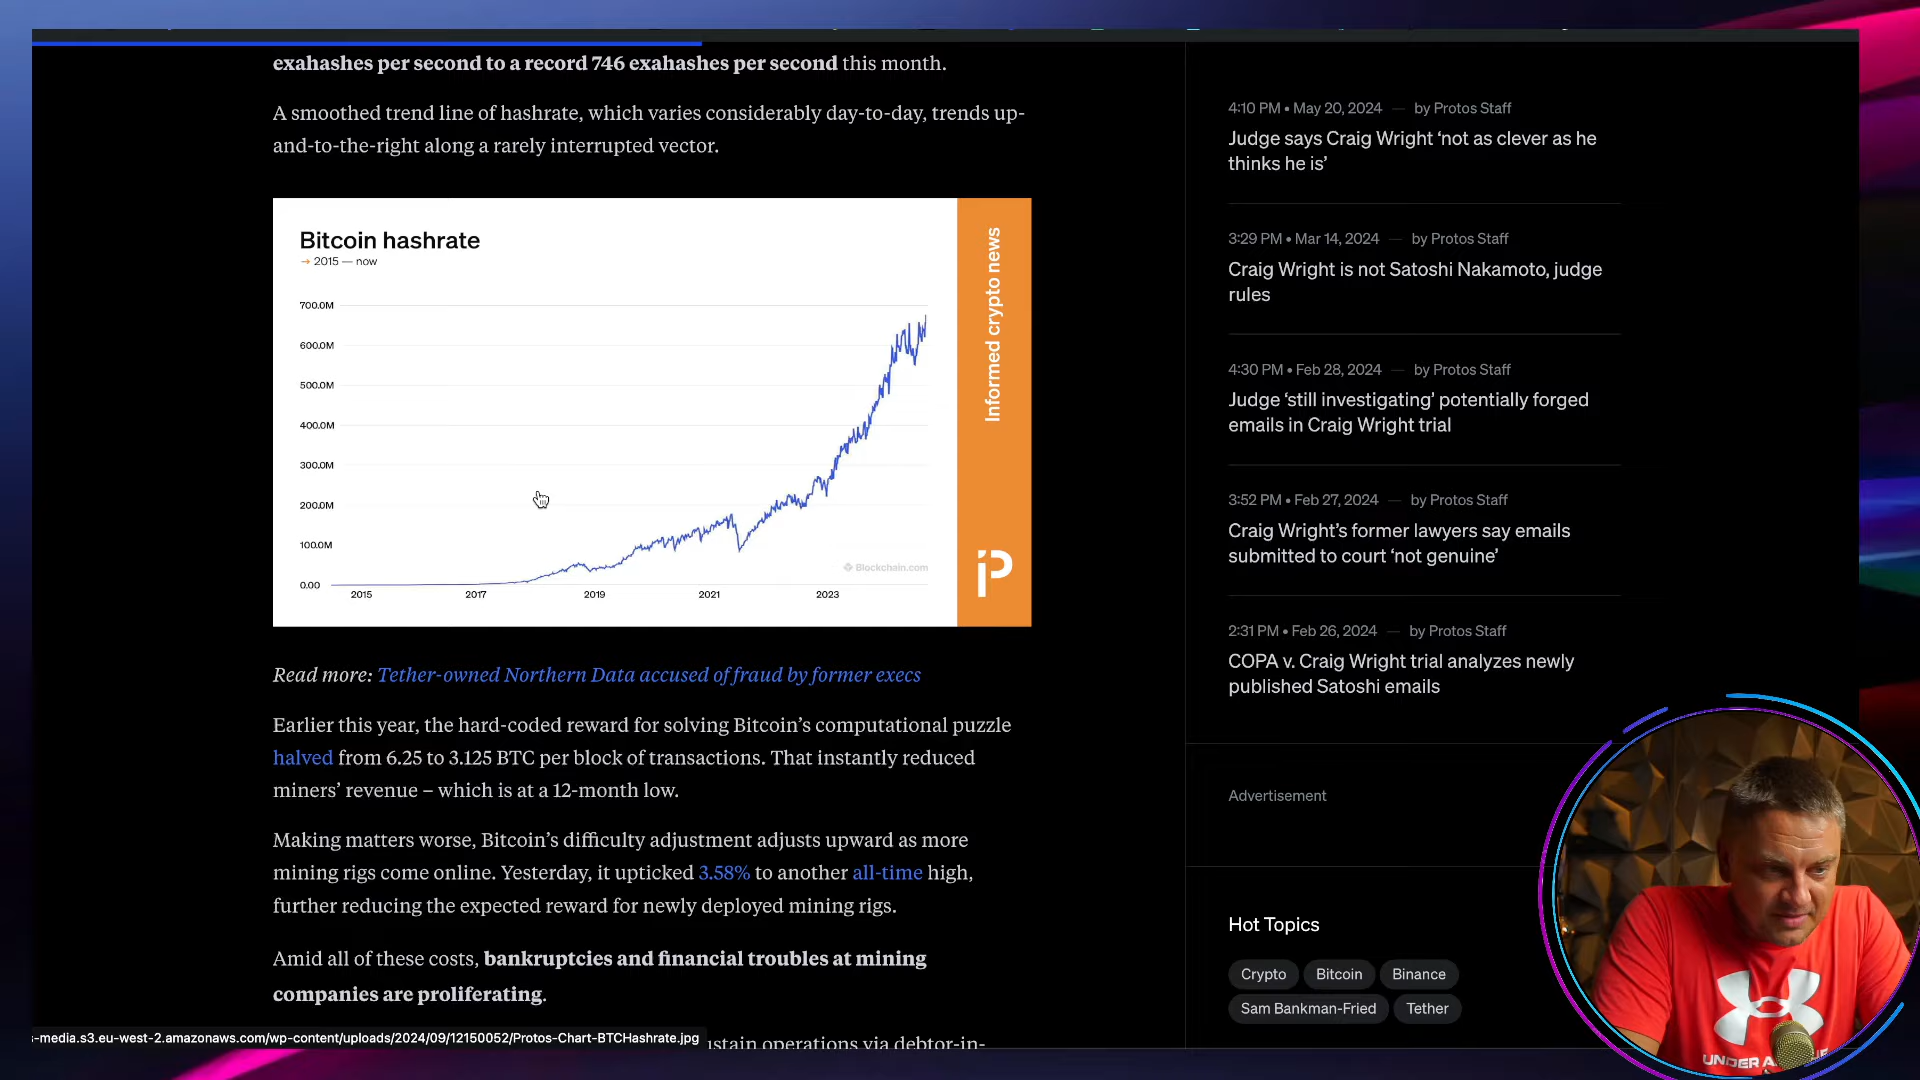 exahashes per second to a record 746 exahashes per second this month.
A smoothed trend line of hashrate, which varies considerably day-to-day, trends up-
and-to-the-right along a rarely interrupted vector.
Bitcoin hashrate
→ 2015 — now
700.0M
600.0M
500.0M
400.0M
300.0M
200.0M
100.0M
0.00
2015
2017
2019
2021
2023
Blockchain.com
Informed crypto news
Read more: Tether-owned Northern Data accused of fraud by former execs
Earlier this year, the hard-coded reward for solving Bitcoin’s computational puzzle
halved from 6.25 to 3.125 BTC per block of transactions. That instantly reduced
miners’ revenue – which is at a 12-month low.
Making matters worse, Bitcoin’s difficulty adjustment adjusts upward as more
mining rigs come online. Yesterday, it upticked 3.58% to another all-time high,
further reducing the expected reward for newly deployed mining rigs.
Amid all of these costs, bankruptcies and financial troubles at mining
companies are proliferating.
ustain operations via debtor-in-
s-media.s3.eu-west-2.amazonaws.com/wp-content/uploads/2024/09/12150052/Protos-Chart-BTCHashrate.jpg
4:10 PM • May 20, 2024 — by Protos Staff
Judge says Craig Wright ‘not as clever as he
thinks he is’
3:29 PM • Mar 14, 2024 — by Protos Staff
Craig Wright is not Satoshi Nakamoto, judge
rules
4:30 PM • Feb 28, 2024 — by Protos Staff
Judge ‘still investigating’ potentially forged
emails in Craig Wright trial
3:52 PM • Feb 27, 2024 — by Protos Staff
Craig Wright’s former lawyers say emails
submitted to court ‘not genuine’
2:31 PM • Feb 26, 2024 — by Protos Staff
COPA v. Craig Wright trial analyzes newly
published Satoshi emails
Advertisement
Hot Topics
Crypto
Bitcoin
Binance
Sam Bankman-Fried
Tether
UNDER A